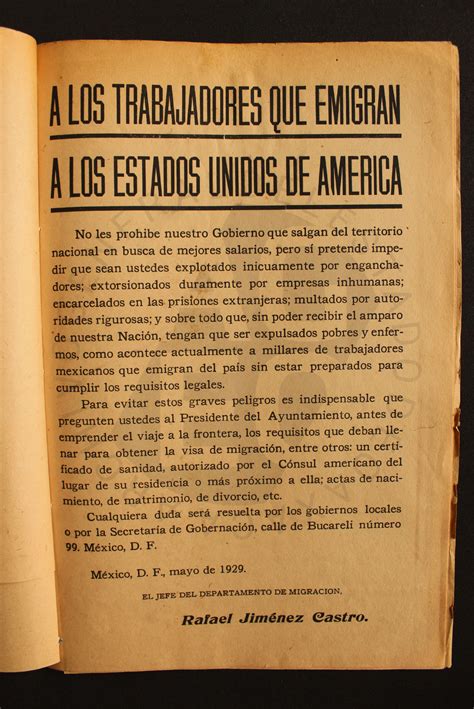 A LOS TRABAJADORES QUE EMIGRAN
A LOS ESTADOS UNIDOS DE AMERICA
No les prohibe nuestro Gobierno que salgan del territorio
nacional en busca de mejores salarios, pero sí pretende impe-
dir que sean ustedes explotados inicuamente por engancha-
dores; extorsionados duramente por empresas inhumanas;
encarcelados en las prisiones extranjeras; multados por auto-
ridades rigurosas; y sobre todo que, sin poder recibir el amparo
de nuestra Nación, tengan que ser expulsados pobres y enfer-
mos, como acontece actualmente a millares de trabajadores
mexicanos que emigran del país sin estar preparados para
cumplir los requisitos legales.
Para evitar estos graves peligros es indispensable que
pregunten ustedes al Presidente del Ayuntamiento, antes de
emprender el viaje a la frontera, los requisitos que deban lle-
nar para obtener la visa de migración, entre otros: un certi-
ficado de sanidad, autorizado por el Cónsul americano del
lugar de su residencia o más próximo a ella; actas de naci-
miento, de matrimonio, de divorcio, etc.
Cualquiera duda será resuelta por los gobiernos locales
o por la Secretaría de Gobernación, calle de Bucareli número
99. México, D. F.
México, D. F., mayo de 1929.
EL JEFE DEL DEPARTAMENTO DE MIGRACION,
Rafael Jiménez Castro.